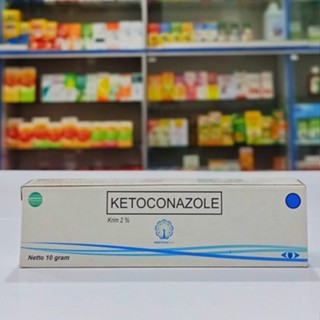 KETOCONAZOLE
Krim 2 %
Netto 10 gram